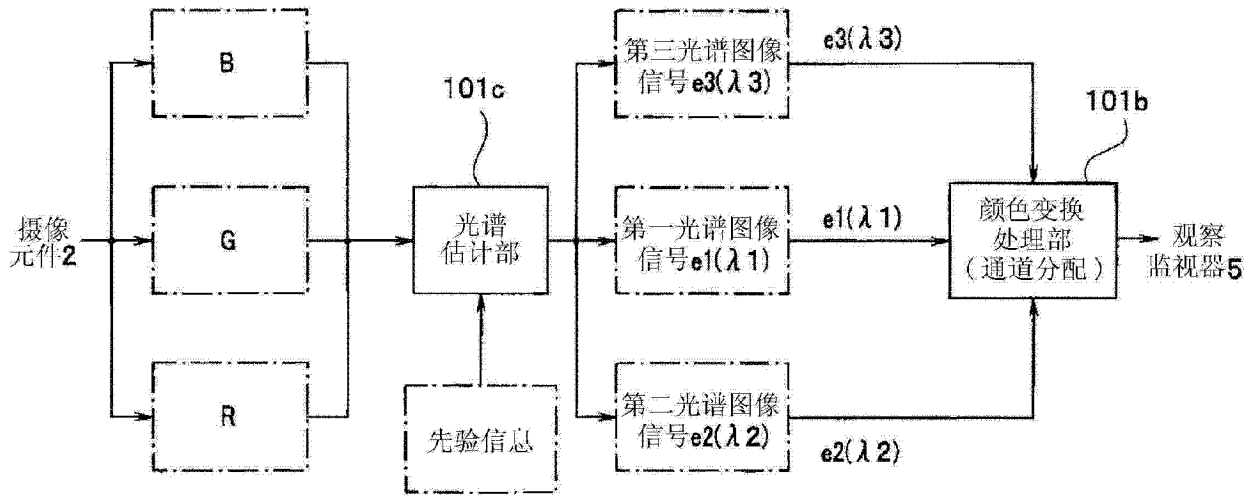 B
G
R
摄像
元件2
101c
光谱
估计部
先验信息
第三光谱图像
信号e3(λ3)
第一光谱图像
信号e1(λ1)
第二光谱图像
信号e2(λ2)
e3(λ3)
e1(λ1)
e2(λ2)
101b
颜色变换
处理部
(通道分配)
观察
监视器5